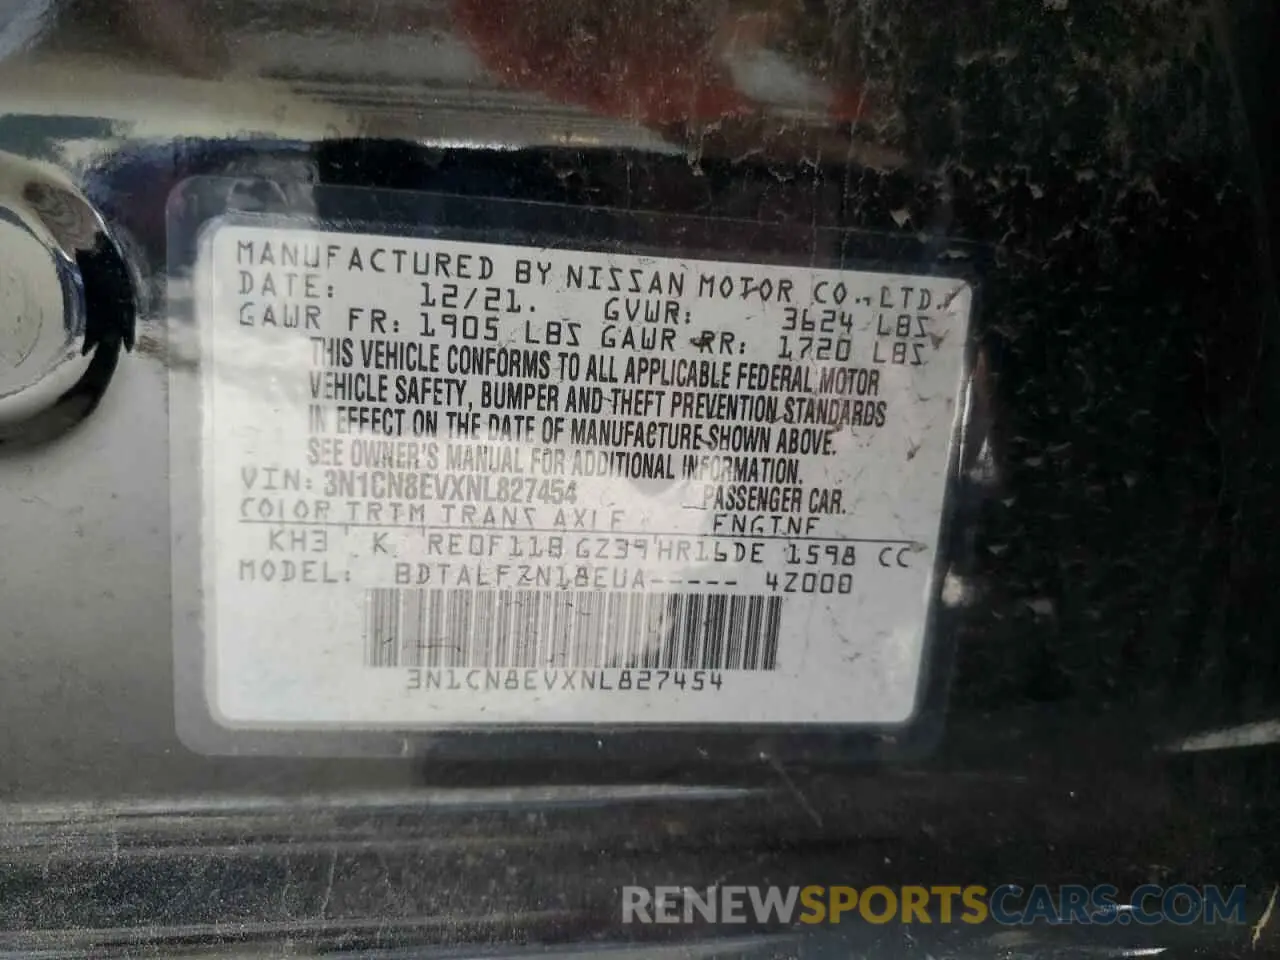 MANUFACTURED BY NISSAN MOTOR CO., LTD.
DATE: 12/21. GVWR: 3624 LBS
GAWR FR: 1905 LBS GAWR RR: 1720 LBS
THIS VEHICLE CONFORMS TO ALL APPLICABLE FEDERAL MOTOR
VEHICLE SAFETY, BUMPER AND THEFT PREVENTION STANDARDS
IN EFFECT ON THE DATE OF MANUFACTURE SHOWN ABOVE.
SEE OWNER'S MANUAL FOR ADDITIONAL INFORMATION.
VIN: 3N1CN8EVXNL827454 PASSENGER CAR.
COLOR TRIM TRANS AXLE ENGINE
KH3 K RE0F11B GZ39 HR16DE 1598 CC
MODEL: BDTALFZN18EUA----- 4Z000
3N1CN8EVXNL827454
RENEWSPORTSCARS.COM